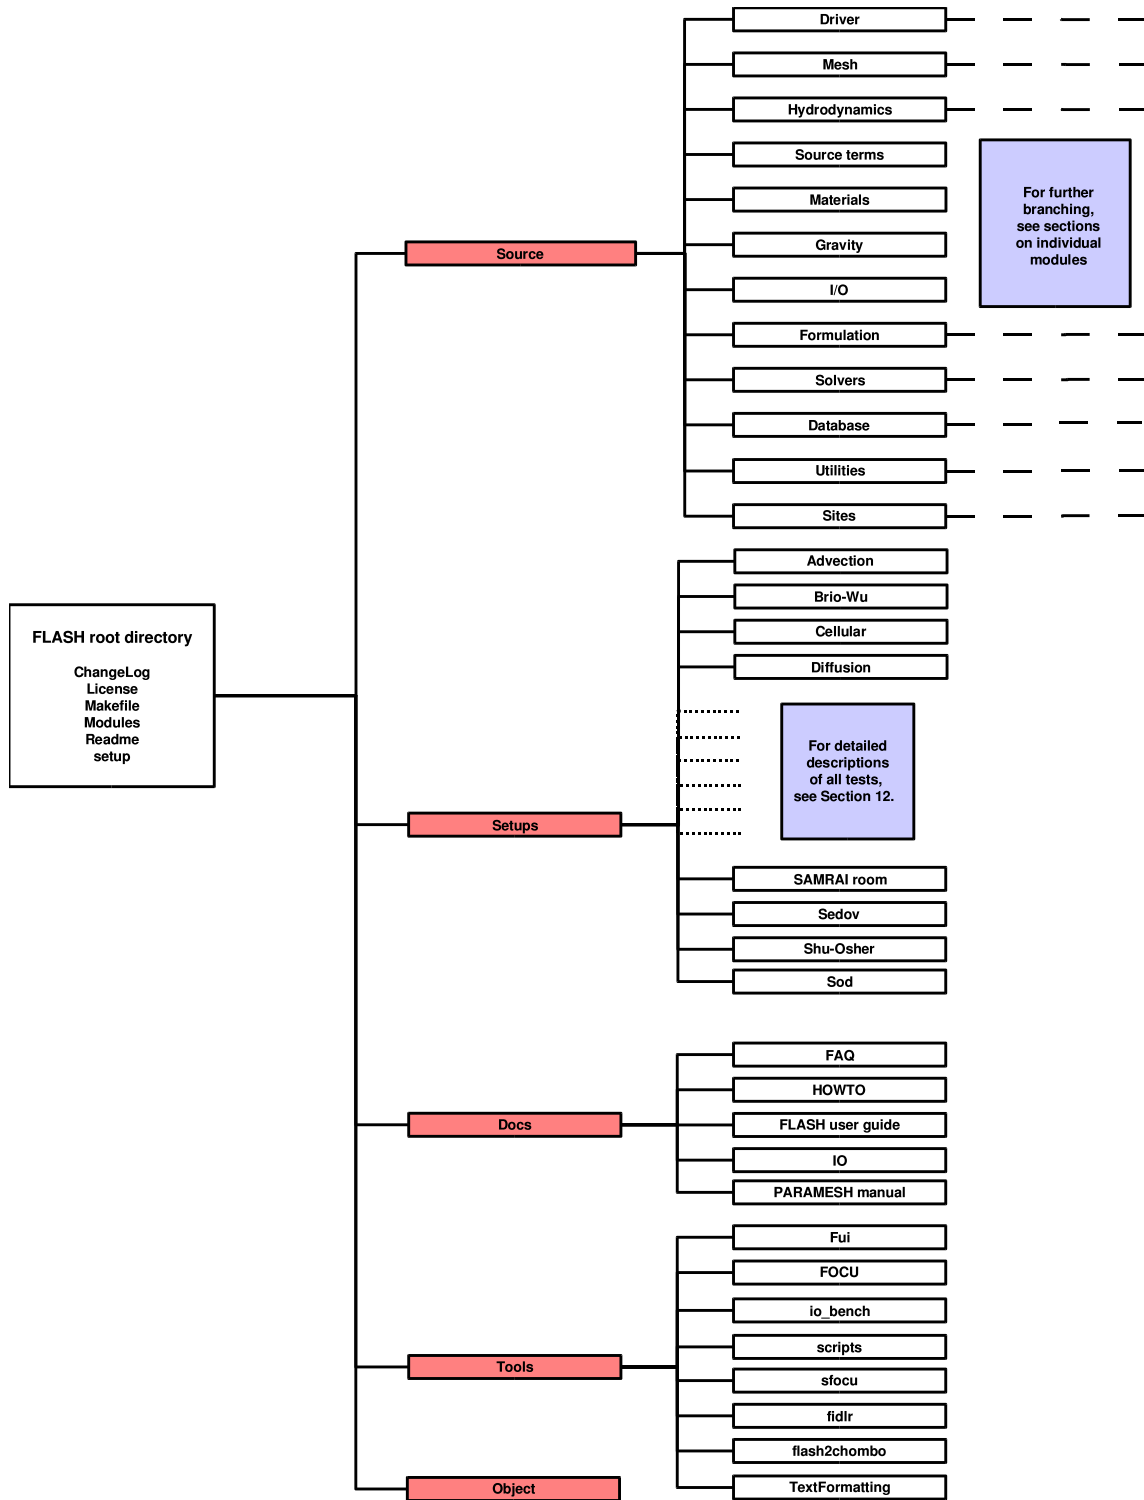 Driver
Mesh
Hydrodynamics
Source terms
Materials
Gravity
I/O
Formulation
Solvers
Database
Utilities
Sites
For further
branching,
see sections
on individual
modules
Source
Advection
Brio-Wu
Cellular
Diffusion
For detailed
descriptions
of all tests,
see Section 12.
SAMRAI room
Sedov
Shu-Osher
Sod
Setups
FLASH root directory
ChangeLog
License
Makefile
Modules
Readme
setup
FAQ
HOWTO
FLASH user guide
IO
PARAMESH manual
Docs
Fui
FOCU
io_bench
scripts
sfocu
fidlr
flash2chombo
TextFormatting
Tools
Object